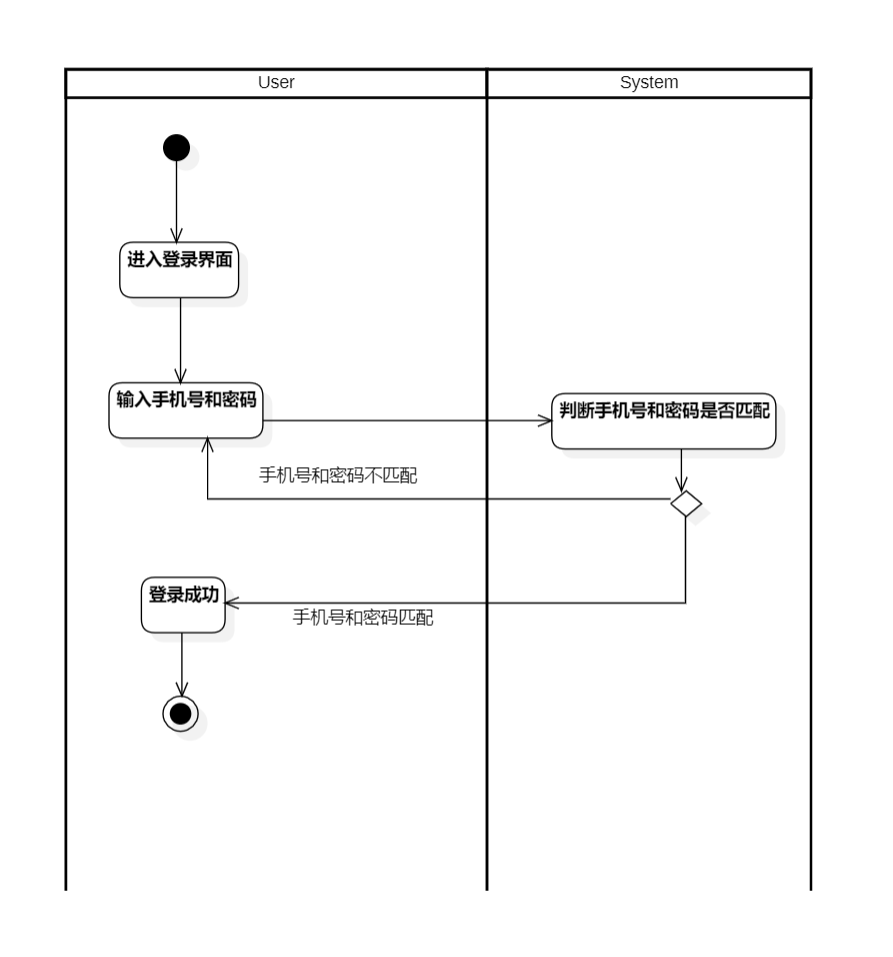 User
System
进入登录界面
输入手机号和密码
判断手机号和密码是否匹配
手机号和密码不匹配
登录成功
手机号和密码匹配